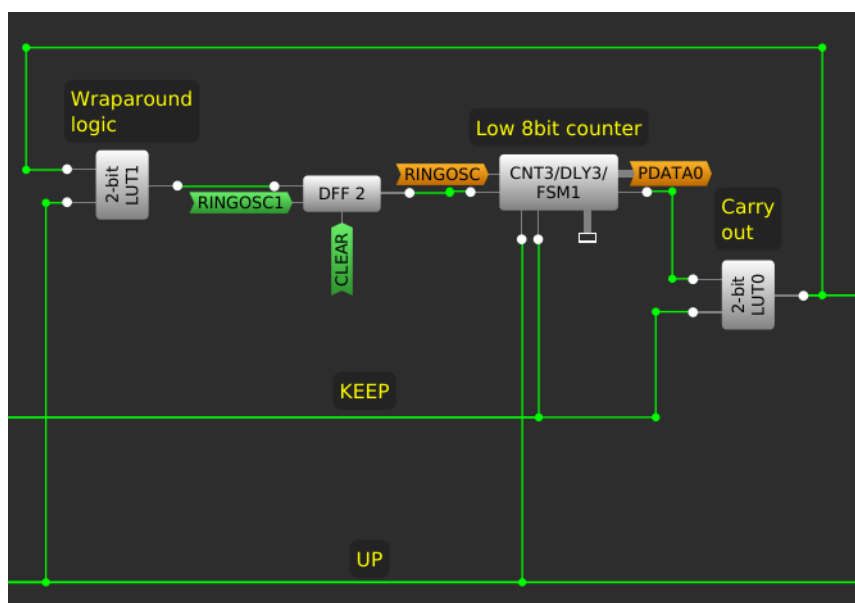 Wraparound
logic
Low 8bit counter
2-bit
LUT1
RINGOSC1
DFF 2
CLEAR
RINGOSC
CNT3/DLY3/
FSM1
PDATA0
Carry
out
2-bit
LUT0
KEEP
UP